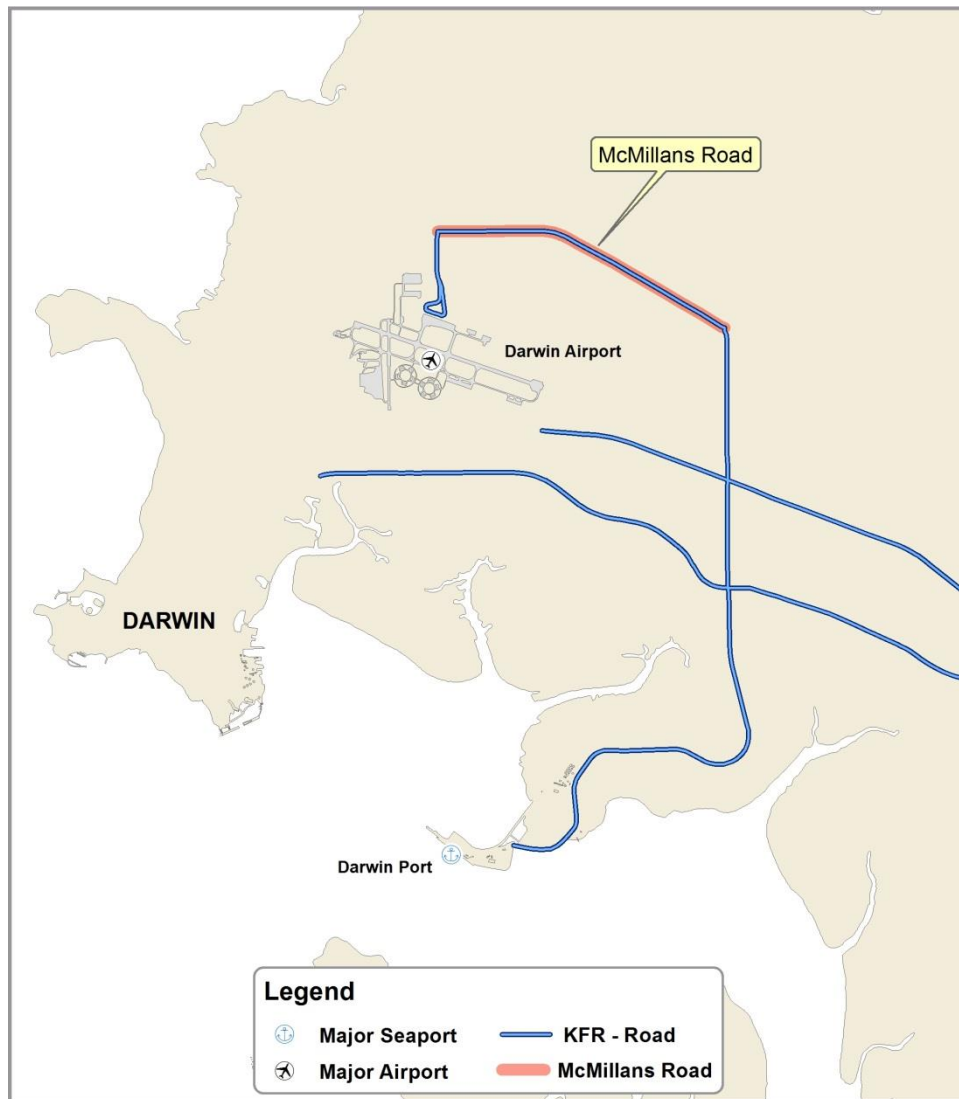 McMillans Road
Darwin Airport
DARWIN
Darwin Port
Legend
Major Seaport
KFR - Road
Major Airport
McMillans Road